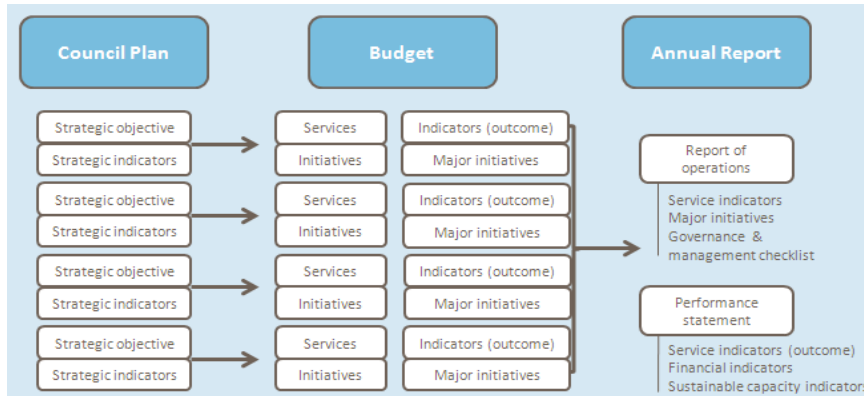 Council Plan
Budget
Annual Report
Strategic objective
Strategic indicators
Services
Initiatives
Indicators (outcome)
Major initiatives
Strategic objective
Strategic indicators
Services
Initiatives
Indicators (outcome)
Major initiatives
Strategic objective
Strategic indicators
Services
Initiatives
Indicators (outcome)
Major initiatives
Strategic objective
Strategic indicators
Services
Initiatives
Indicators (outcome)
Major initiatives
Report of
operations
Service indicators
Major initiatives
Governance &
management checklist
Performance
statement
Service indicators (outcome)
Financial indicators
Sustainable capacity indicators